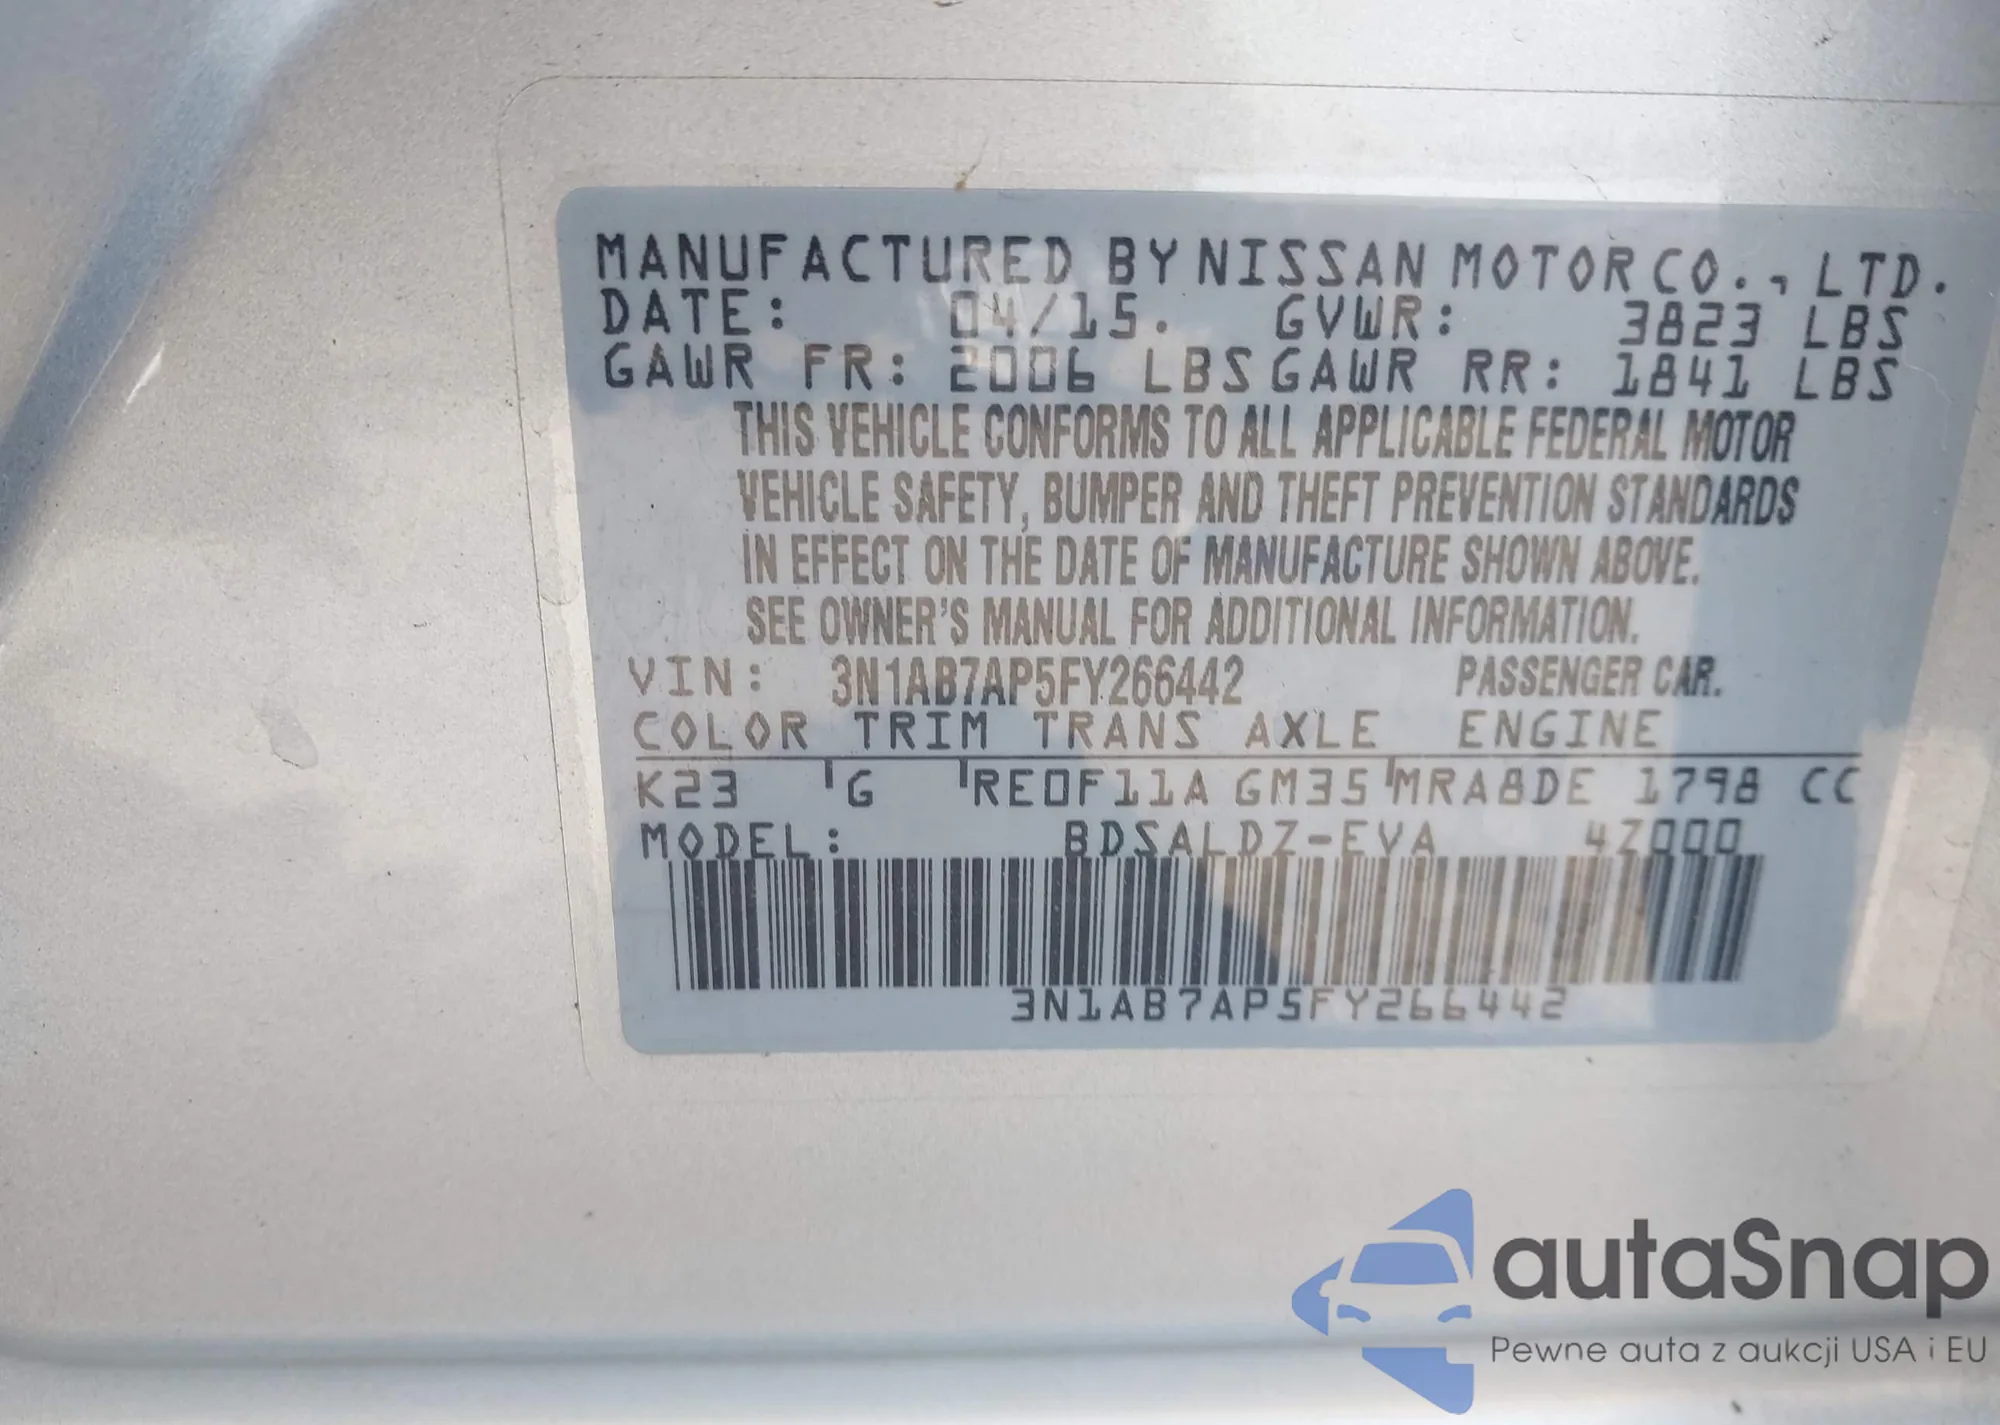 MANUFACTURED BY NISSAN MOTOR CO., LTD.
DATE: 04/15. GVWR: 3823 LBS
GAWR FR: 2006 LBS GAWR RR: 1841 LBS
THIS VEHICLE CONFORMS TO ALL APPLICABLE FEDERAL MOTOR
VEHICLE SAFETY, BUMPER AND THEFT PREVENTION STANDARDS
IN EFFECT ON THE DATE OF MANUFACTURE SHOWN ABOVE.
SEE OWNER'S MANUAL FOR ADDITIONAL INFORMATION.
VIN: 3N1AB7AP5FY266442 PASSENGER CAR.
COLOR TRIM TRANS AXLE ENGINE
K23 G RE0F11A GM35 MRA8DE 1798 CC
MODEL: BDSALDZ-EVA 4Z000
3N1AB7AP5FY266442
autaSnap
Pewne auta z aukcji USA i EU